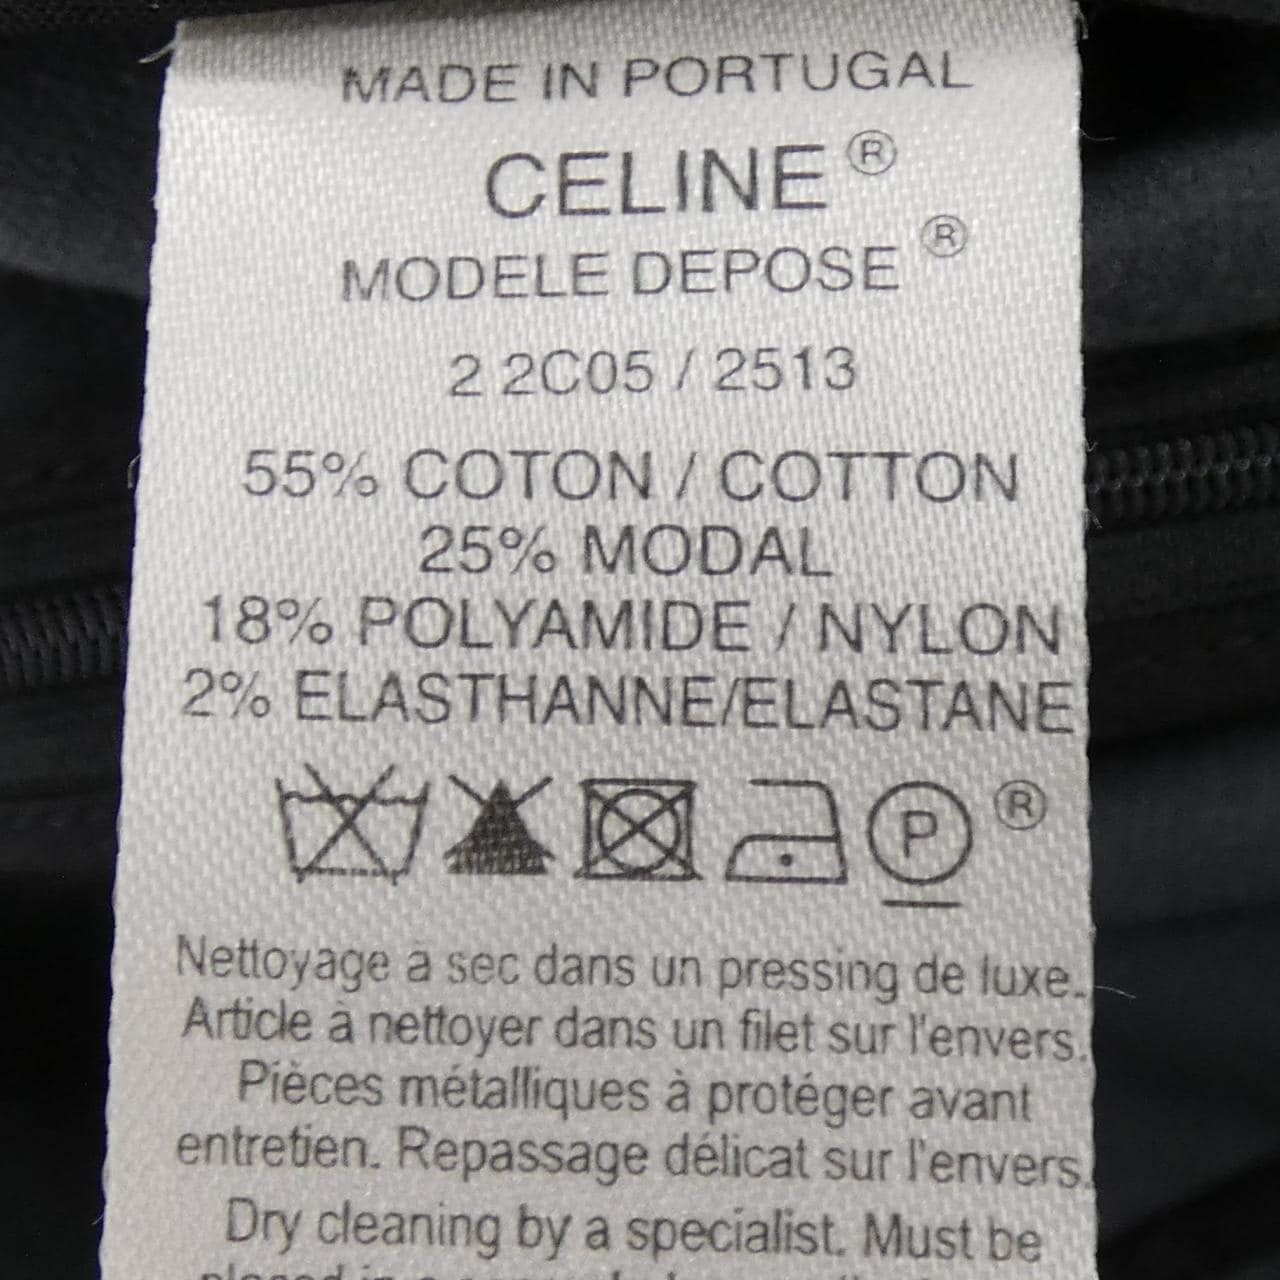 MADE IN PORTUGAL
CELINE®
MODELE DEPOSE ®
2 2C05 / 2513
55% COTON / COTTON
25% MODAL
18% POLYAMIDE / NYLON
2% ELASTHANNE/ELASTANE
P ®
Nettoyage à sec dans un pressing de luxe.
Article à nettoyer dans un filet sur l'envers.
Pièces métalliques à protéger avant
entretien. Repassage délicat sur l'envers.
Dry cleaning by a specialist. Must be